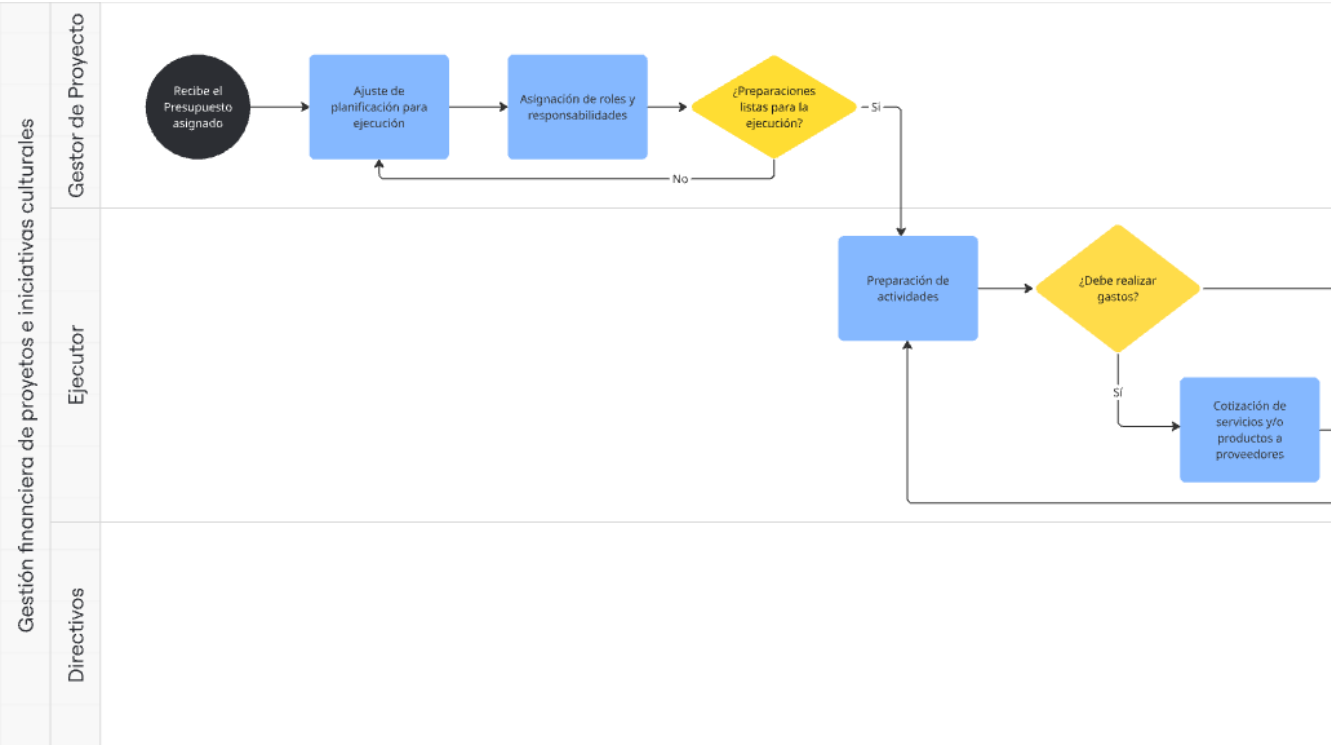 Gestión financiera de proyetos e iniciativas culturales
Gestor de Proyecto
Recibe el
Presupuesto
asignado
Ajuste de
planificación para
ejecución
Asignación de roles y
responsabilidades
¿Preparaciones
listas para la
ejecución?
Si
No
Ejecutor
Preparación de
actividades
¿Debe realizar
gastos?
Sí
Cotización de
servicios y/o
productos a
proveedores
Directivos